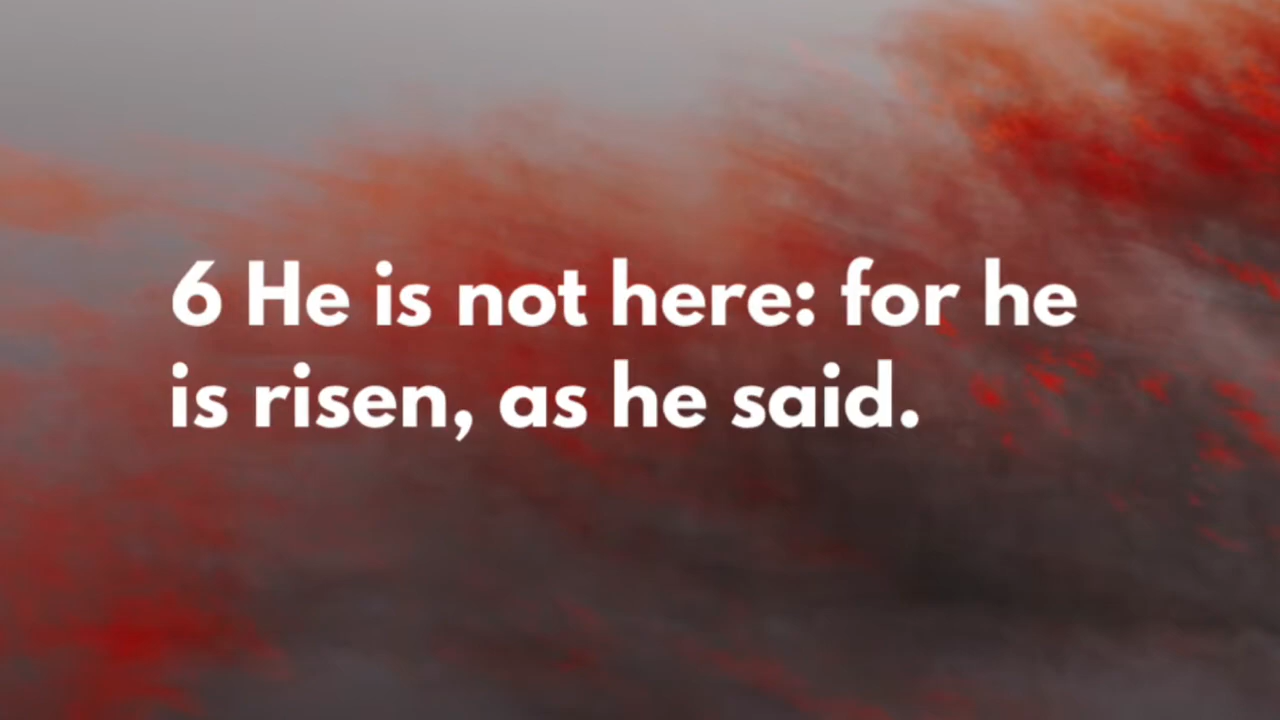 6 He is not here: for he
is risen, as he said.